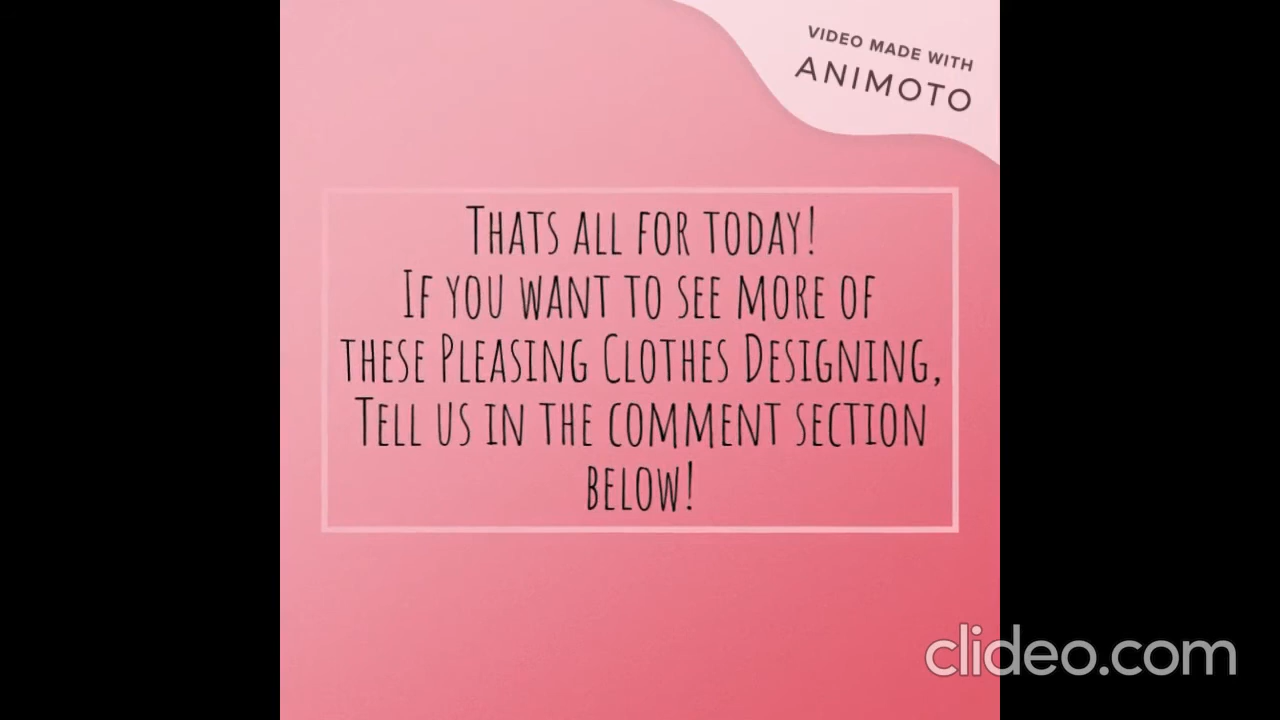 VIDEO MADE WITH
ANIMOTO
THATS ALL FOR TODAY!
IF YOU WANT TO SEE MORE OF
THESE PLEASING CLOTHES DESIGNING,
TELL US IN THE COMMENT SECTION
BELOW!
clideo.com